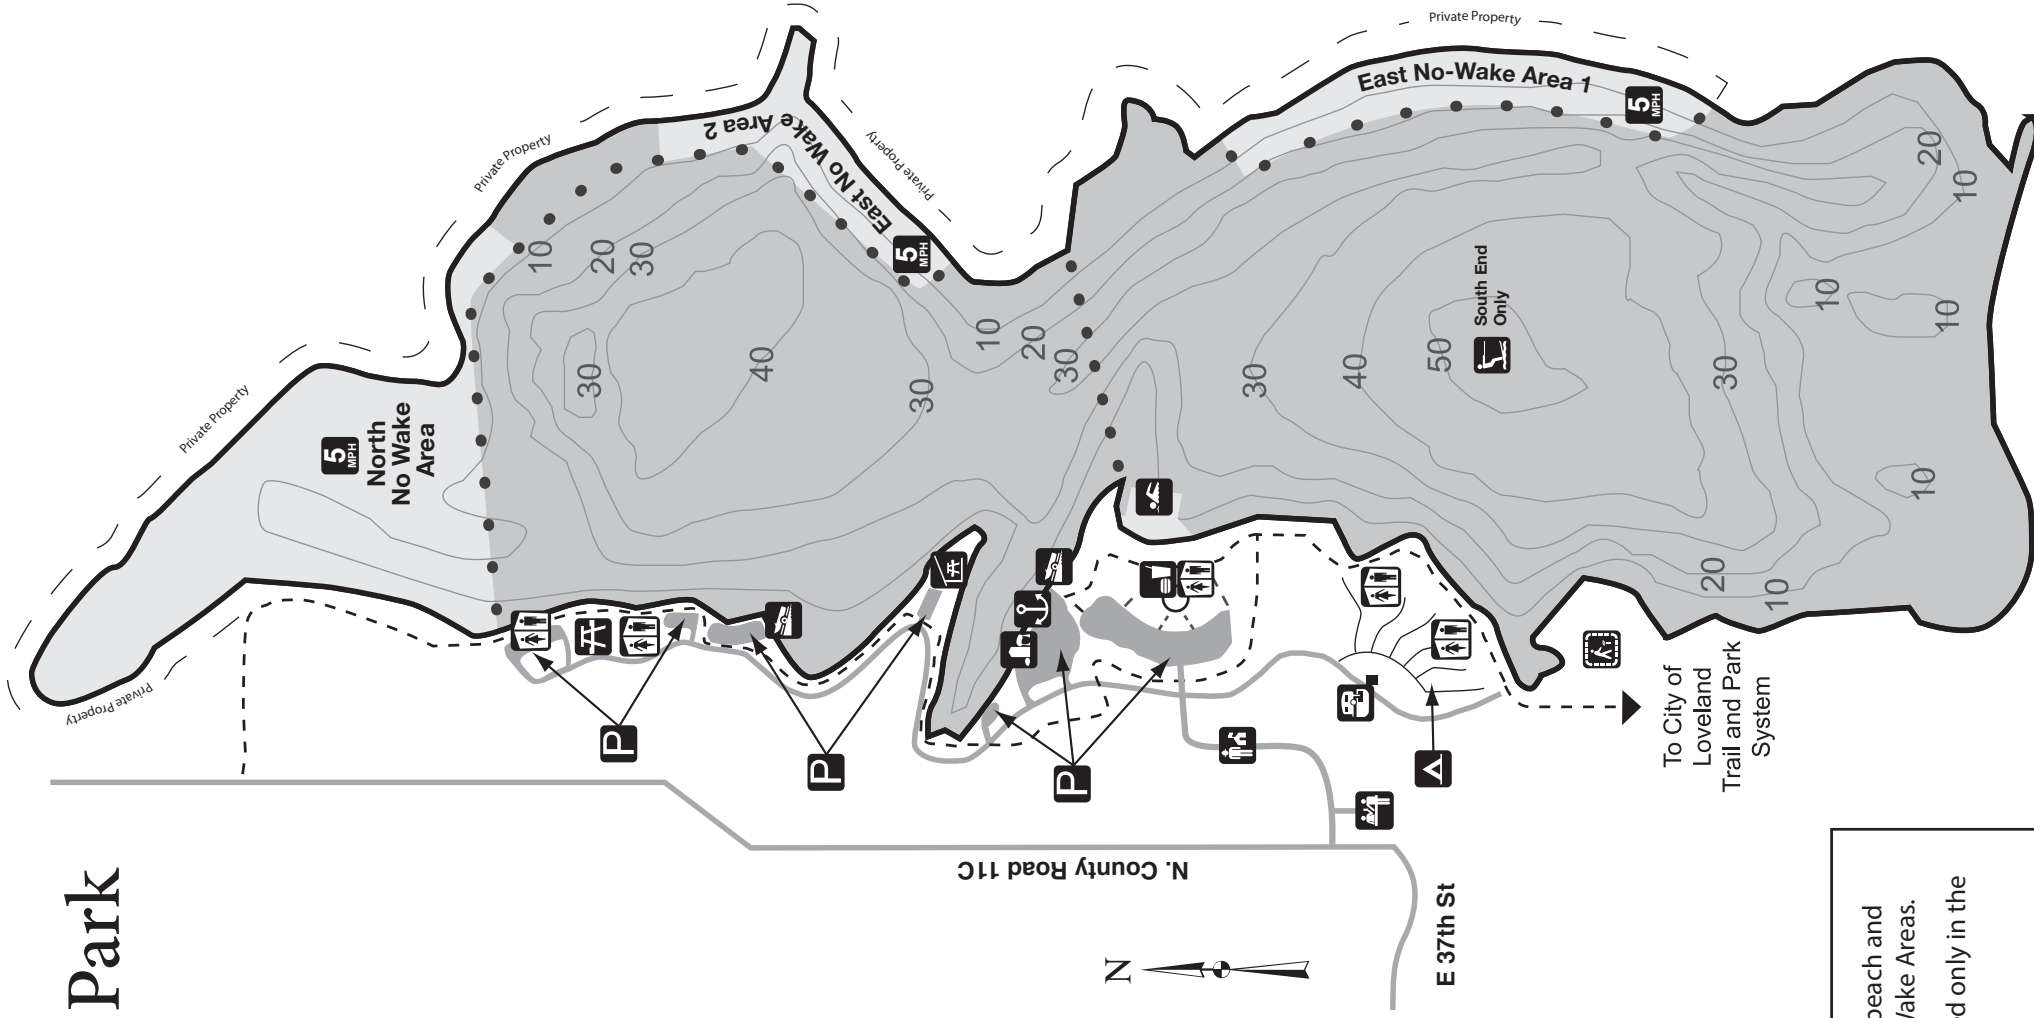 Park
Private Property
Private Property
Private Property
Private Property
Private Property
Private Property
5
MPH
North
No Wake
Area
East No Wake Area 2
5
MPH
East No-Wake Area 1
5
MPH
10
20
30
30
40
30
10
20
30
30
40
50
South End
Only
30
20
10
10
10
10
20
10
P
P
P
N. County Road 11C
E 37th St
N
To City of
Loveland
Trail and Park
System
beach and
Wake Areas.
ed only in the